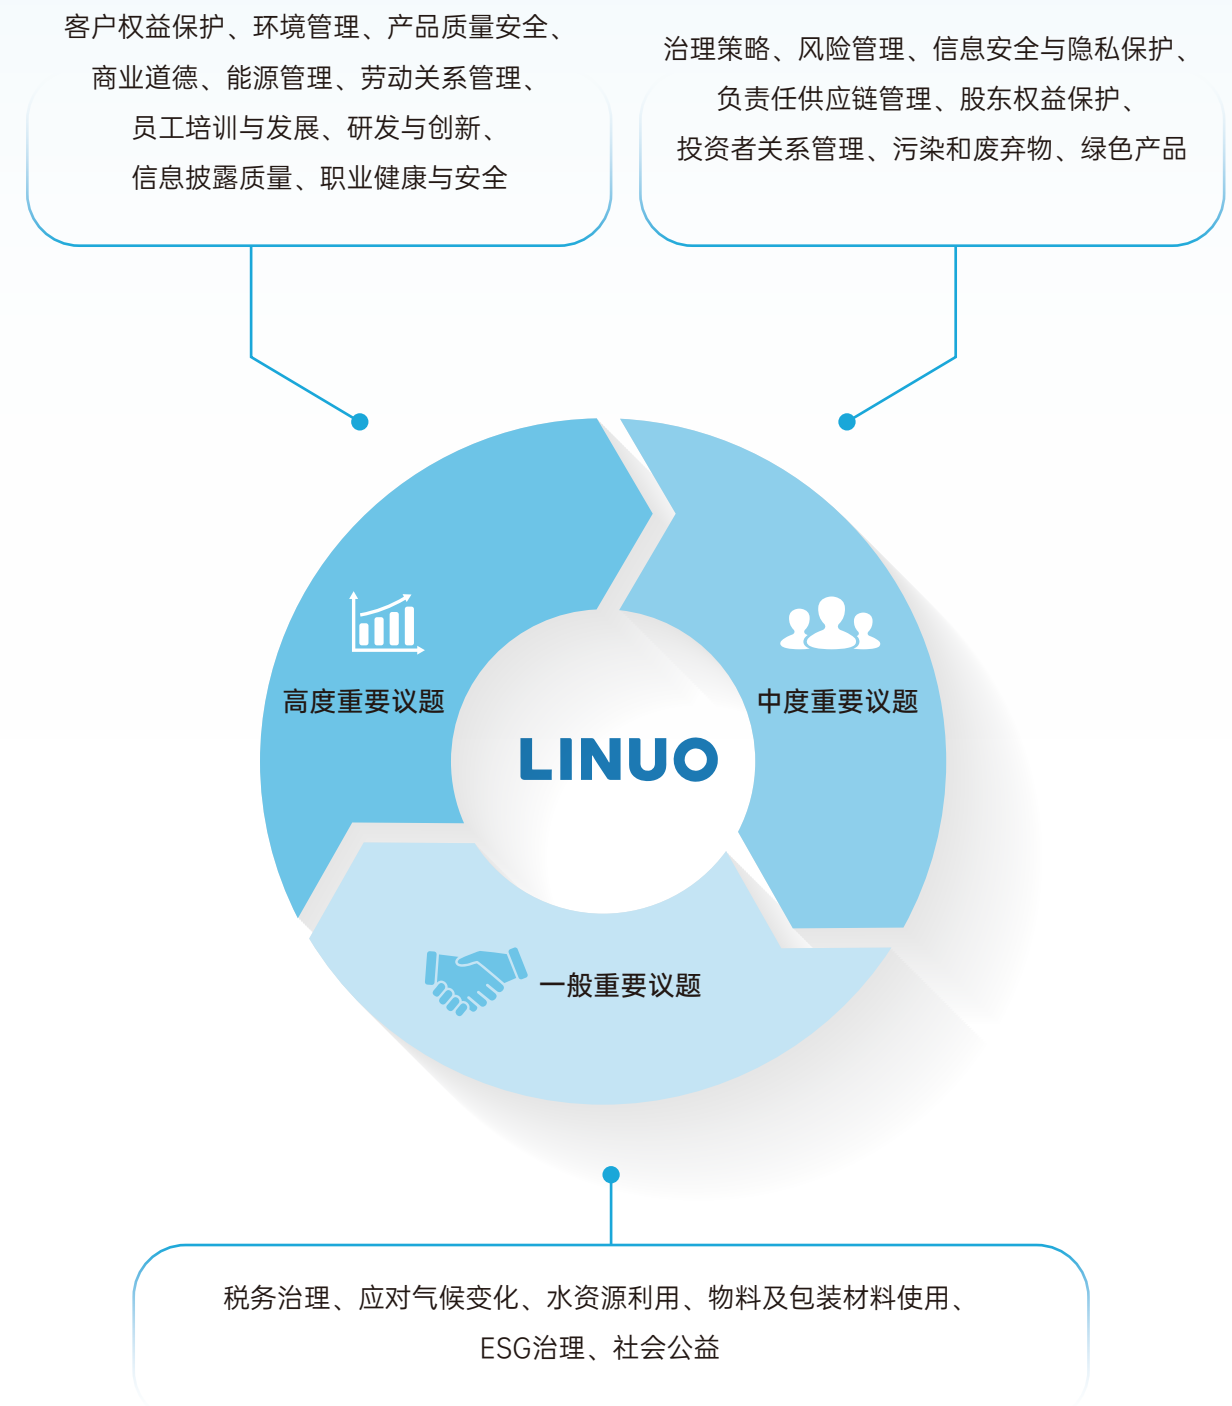 客户权益保护、环境管理、产品质量安全、
商业道德、能源管理、劳动关系管理、
员工培训与发展、研发与创新、
信息披露质量、职业健康与安全
治理策略、风险管理、信息安全与隐私保护、
负责任供应链管理、股东权益保护、
投资者关系管理、污染和废弃物、绿色产品
高度重要议题
中度重要议题
LINUO
一般重要议题
税务治理、应对气候变化、水资源利用、物料及包装材料使用、
ESG治理、社会公益